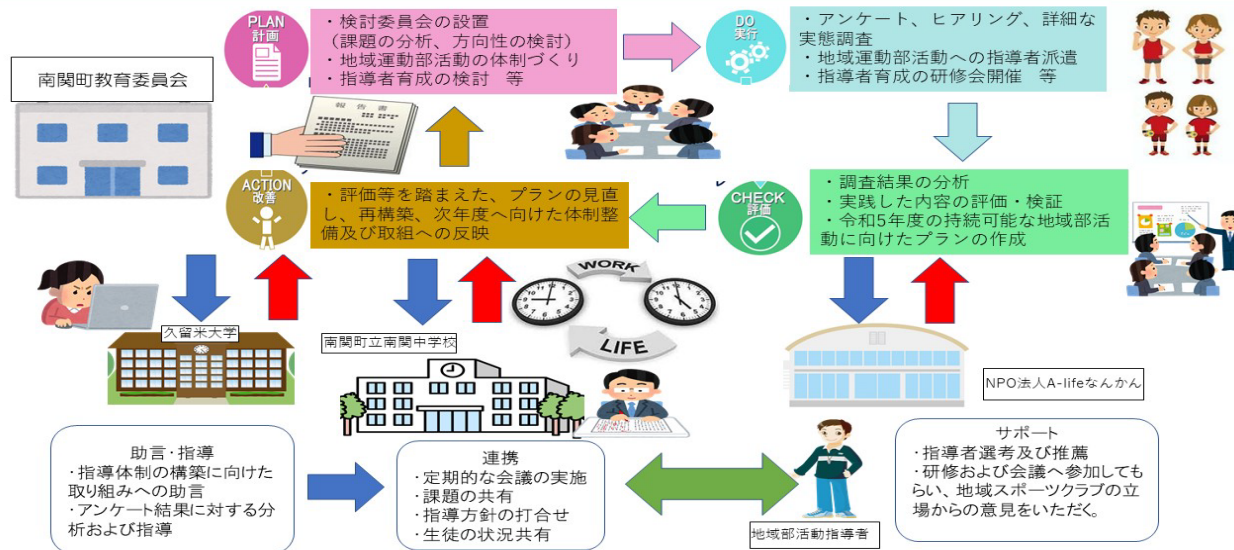 南関町教育委員会
PLAN
計画
・検討委員会の設置
(課題の分析、方向性の検討)
・地域運動部活動の体制づくり
・指導者育成の検討　等
DO
実行
・アンケート、ヒアリング、詳細な
実態調査
・地域運動部活動への指導者派遣
・指導者育成の研修会開催　等
報告書
ACTION
改善
・評価等を踏まえた、プランの見直
し、再構築、次年度へ向けた体制整
備及び取組への反映
CHECK
評価
・調査結果の分析
・実践した内容の評価・検証
・令和5年度の持続可能な地域部活
動に向けたプランの作成
WORK
LIFE
久留米大学
南関町立南関中学校
NPO法人A-lifeなんかん
助言・指導
・指導体制の構築に向けた
取り組みへの助言
・アンケート結果に対する分
析および指導
連携
・定期的な会議の実施
・課題の共有
・指導方針の打合せ
・生徒の状況共有
地域部活動指導者
サポート
・指導者選考及び推薦
・研修および会議へ参加しても
らい、地域スポーツクラブの立
場からの意見をいただく。